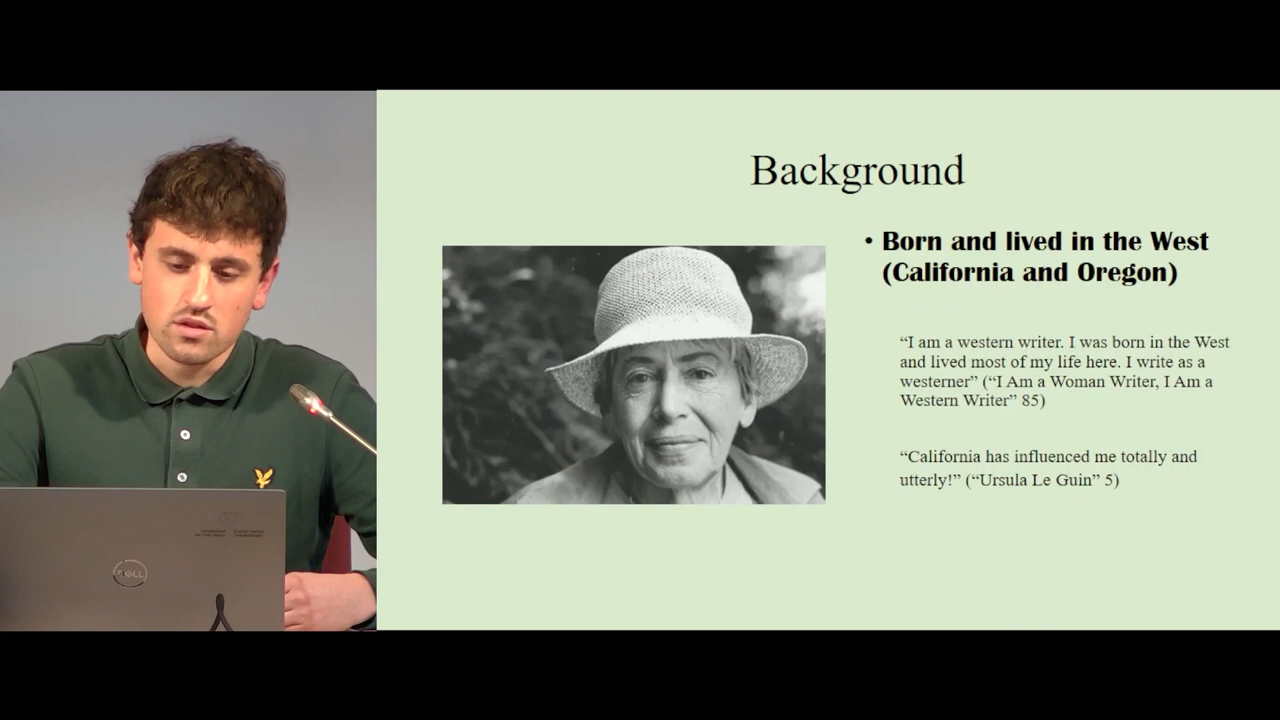 Background
• Born and lived in the West
(California and Oregon)
“I am a western writer. I was born in the West
and lived most of my life here. I write as a
westerner” (“I Am a Woman Writer, I Am a
Western Writer” 85)
“California has influenced me totally and
utterly!” (“Ursula Le Guin” 5)
DELL